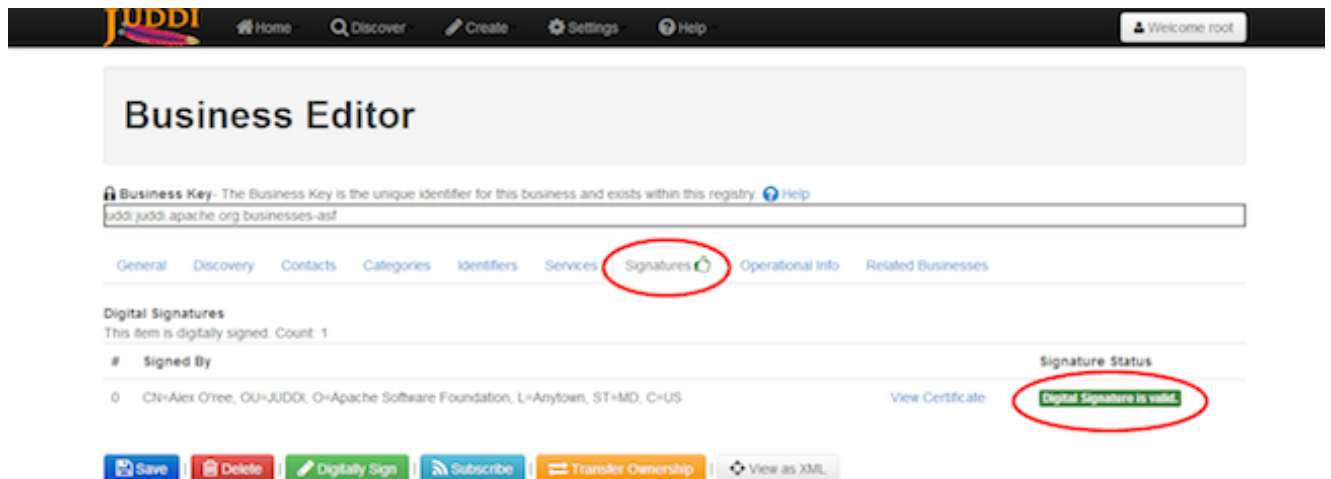 jUDDI Home Discover Create Settings Help Welcome root
Business Editor
Business Key- The Business Key is the unique identifier for this business and exists within this registry. Help
uddi:juddi.apache.org:businesses-asf
General Discovery Contacts Categories Identifiers Services Signatures Operational Info Related Businesses
Digital Signatures
This item is digitally signed. Count: 1
# Signed By Signature Status
0 CN=Alex O'ree, OU=JUDDI, O=Apache Software Foundation, L=Anytown, ST=MD, C=US View Certificate Digital Signature is valid.
Save | Delete | Digitally Sign | Subscribe | Transfer Ownership | View as XML